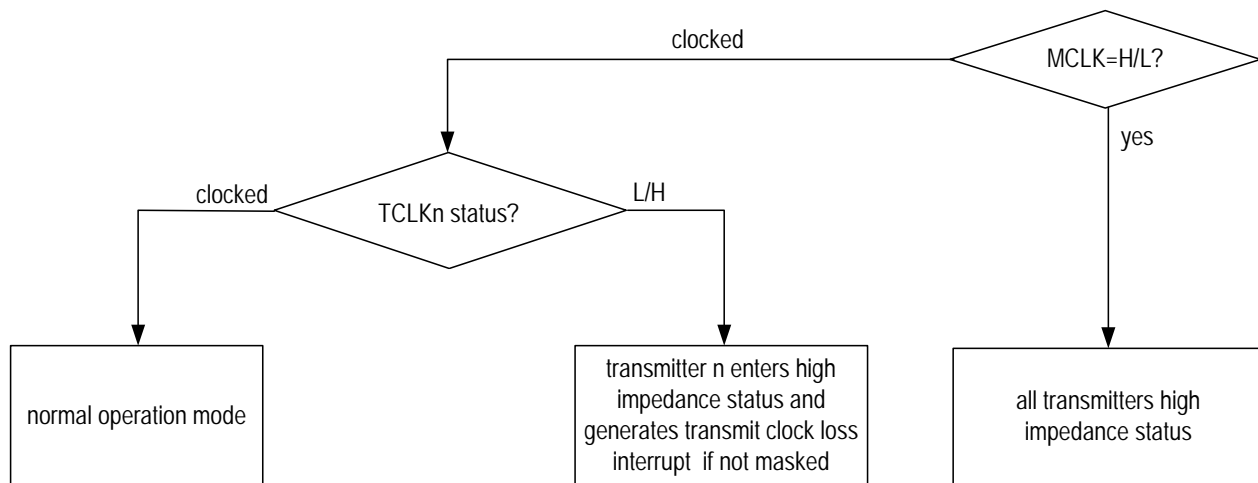 clocked
MCLK=H/L?
yes
clocked
TCLKn status?
L/H
normal operation mode
transmitter n enters high
impedance status and
generates transmit clock loss
interrupt if not masked
all transmitters high
impedance status